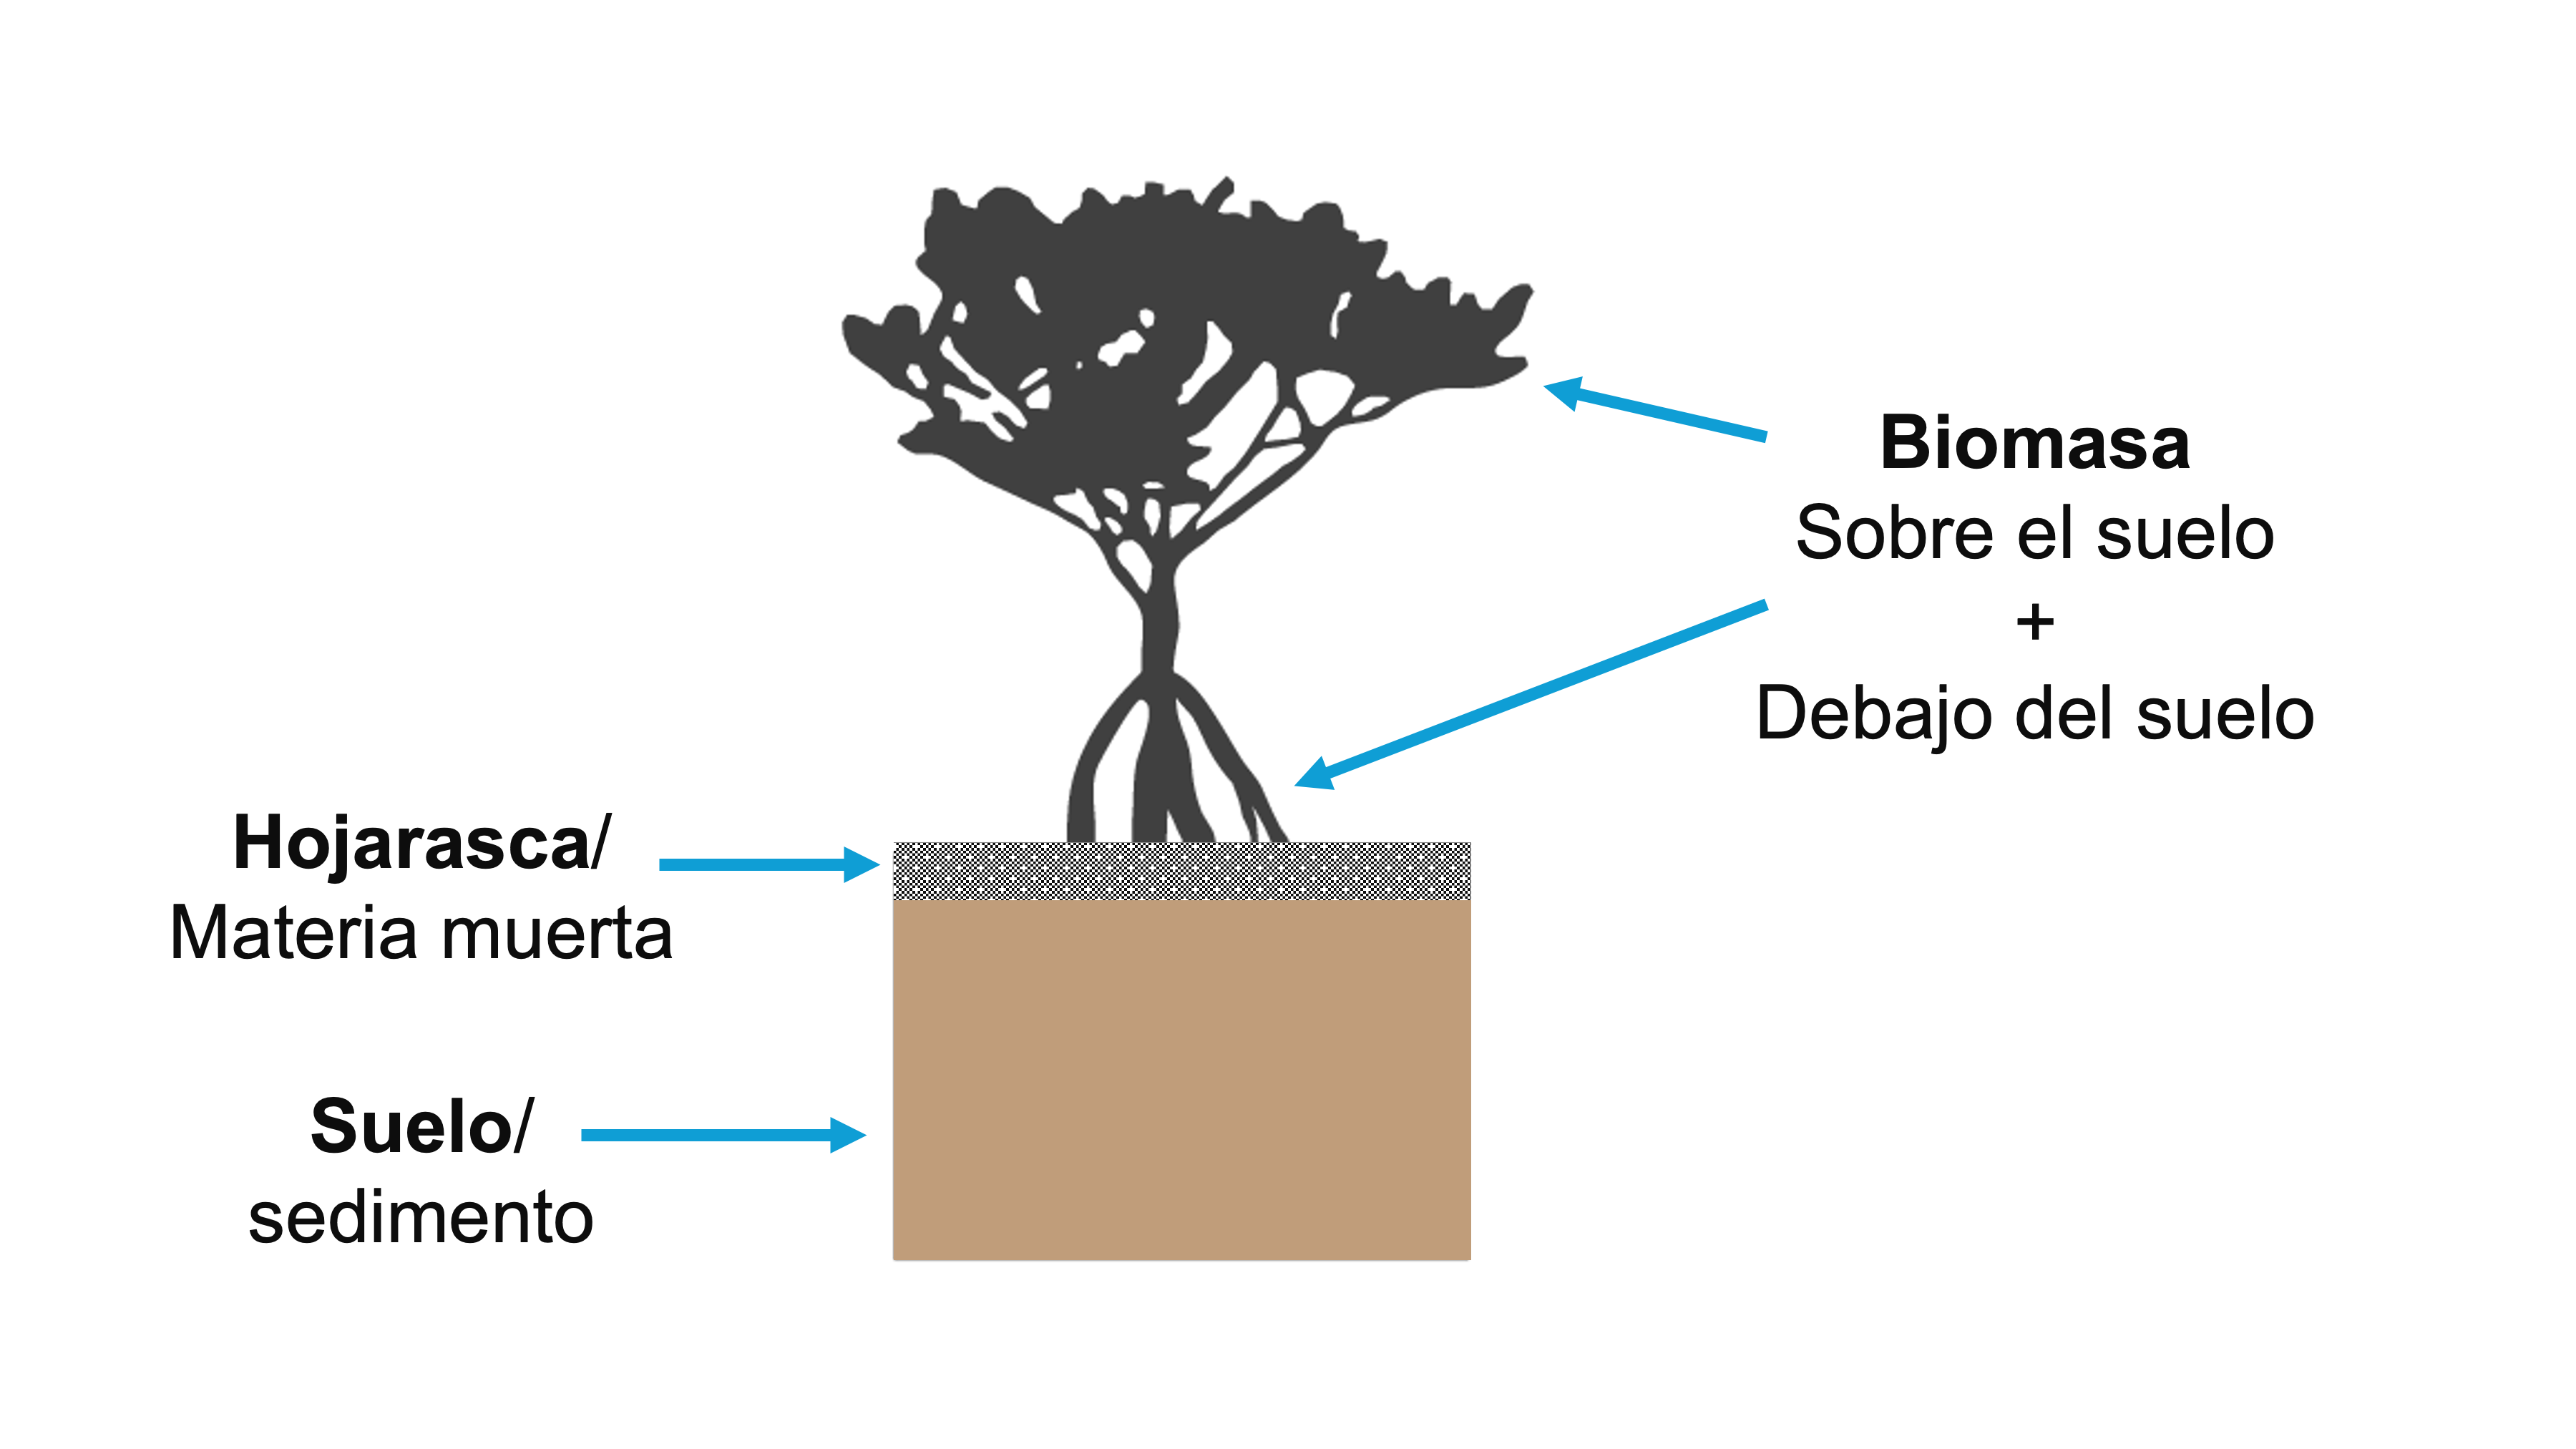 Biomasa
Sobre el suelo
+
Debajo del suelo
Hojarasca/
Materia muerta
Suelo/
sedimento